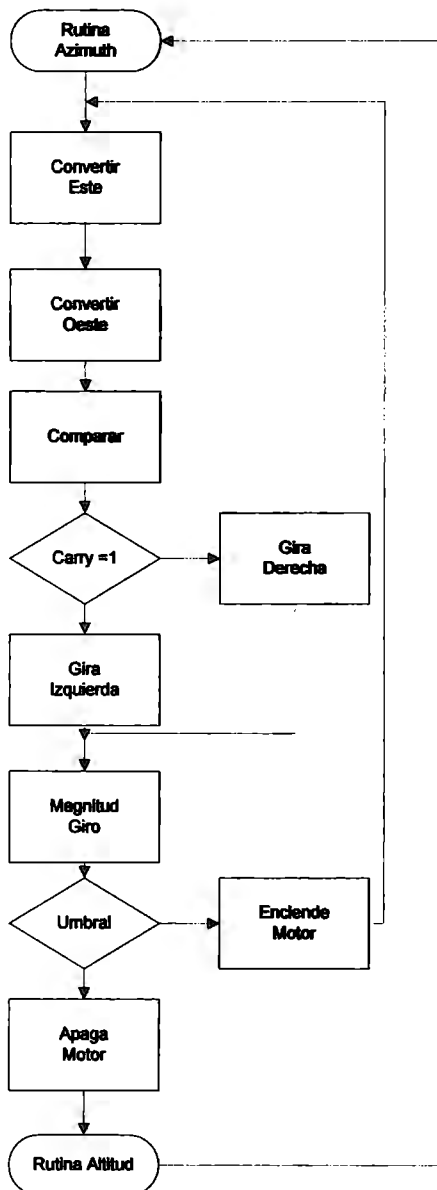 Rutina
Azimuth
Convertir
Este
Convertir
Oeste
Comparar
Carry =1
Gira
Derecha
Gira
Izquierda
Magnitud
Giro
Umbral
Enciende
Motor
Apaga
Motor
Rutina Altitud